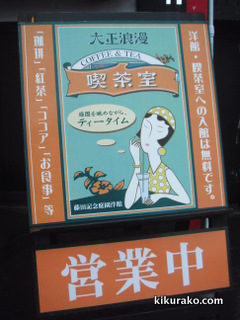 大正浪漫
COFFEE & TEA
喫茶室
庭園を眺めながら、
ティータイム
洋館・喫茶室への入館は無料です。
「珈琲」「紅茶」「ココア」「お食事」等
藤田記念庭園洋館
営業中
kikurako.com